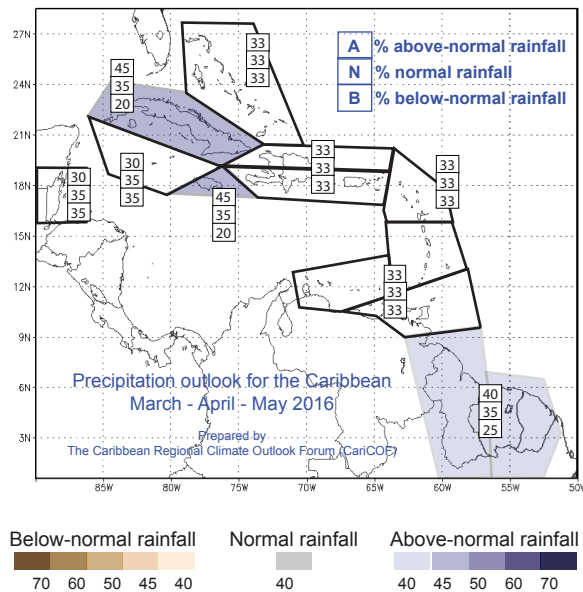 27N
24N
21N
18N
15N
12N
9N
6N
3N
85W
80W
75W
70W
65W
60W
55W
50W
A % above-normal rainfall
N % normal rainfall
B % below-normal rainfall
33
33
33
45
35
20
30
35
35
30
35
35
45
35
20
33
33
33
33
33
33
33
33
33
40
35
25
Precipitation outlook for the Caribbean
March - April - May 2016
Prepared by
The Caribbean Regional Climate Outlook Forum (CariCOF)
Below-normal rainfall
70 60 50 45 40
Normal rainfall
40
Above-normal rainfall
40 45 50 60 70